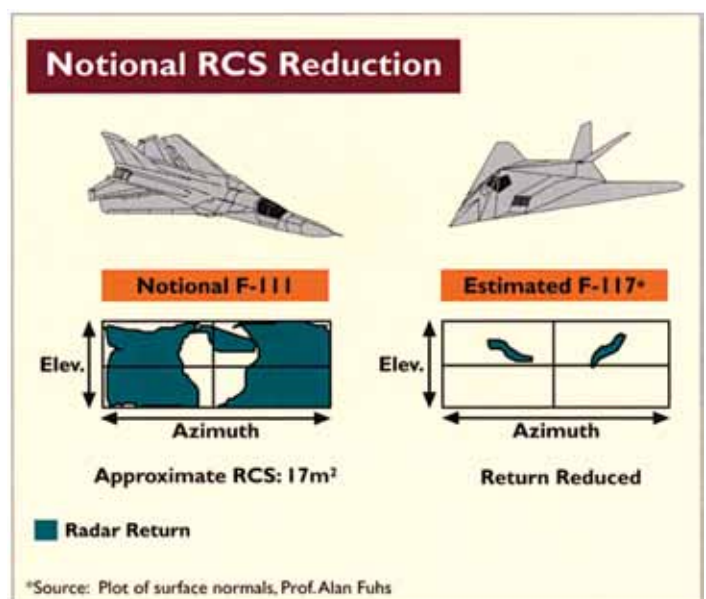 Notional RCS Reduction
Notional F-111
Estimated F-117*
Elev.
Azimuth
Elev.
Azimuth
Approximate RCS: 17m²
Return Reduced
Radar Return
*Source: Plot of surface normals, Prof. Alan Fuhs